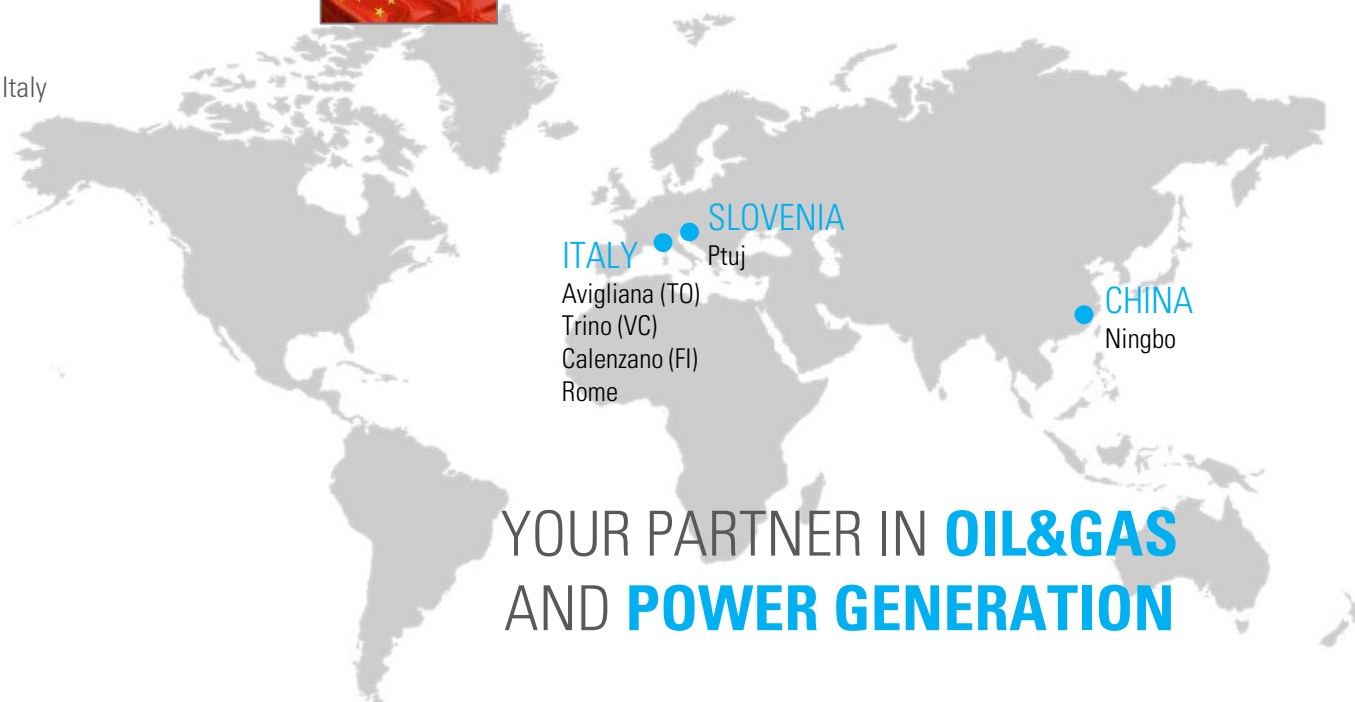 Italy
SLOVENIA
Ptuj
ITALY
Avigliana (TO)
Trino (VC)
Calenzano (FI)
Rome
CHINA
Ningbo
YOUR PARTNER IN OIL&GAS
AND POWER GENERATION